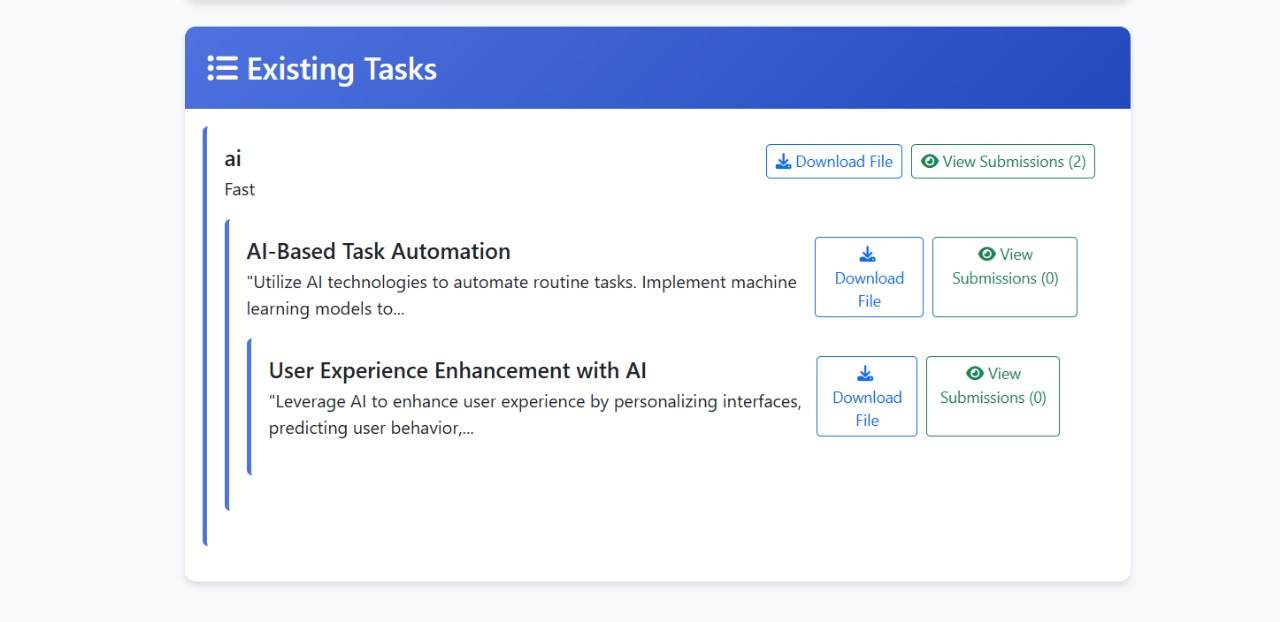 Existing Tasks
ai
Download File
View Submissions (2)
Fast
AI-Based Task Automation
"Utilize AI technologies to automate routine tasks. Implement machine
learning models to...
Download
File
View
Submissions (0)
User Experience Enhancement with AI
"Leverage AI to enhance user experience by personalizing interfaces,
predicting user behavior,...
Download
File
View
Submissions (0)